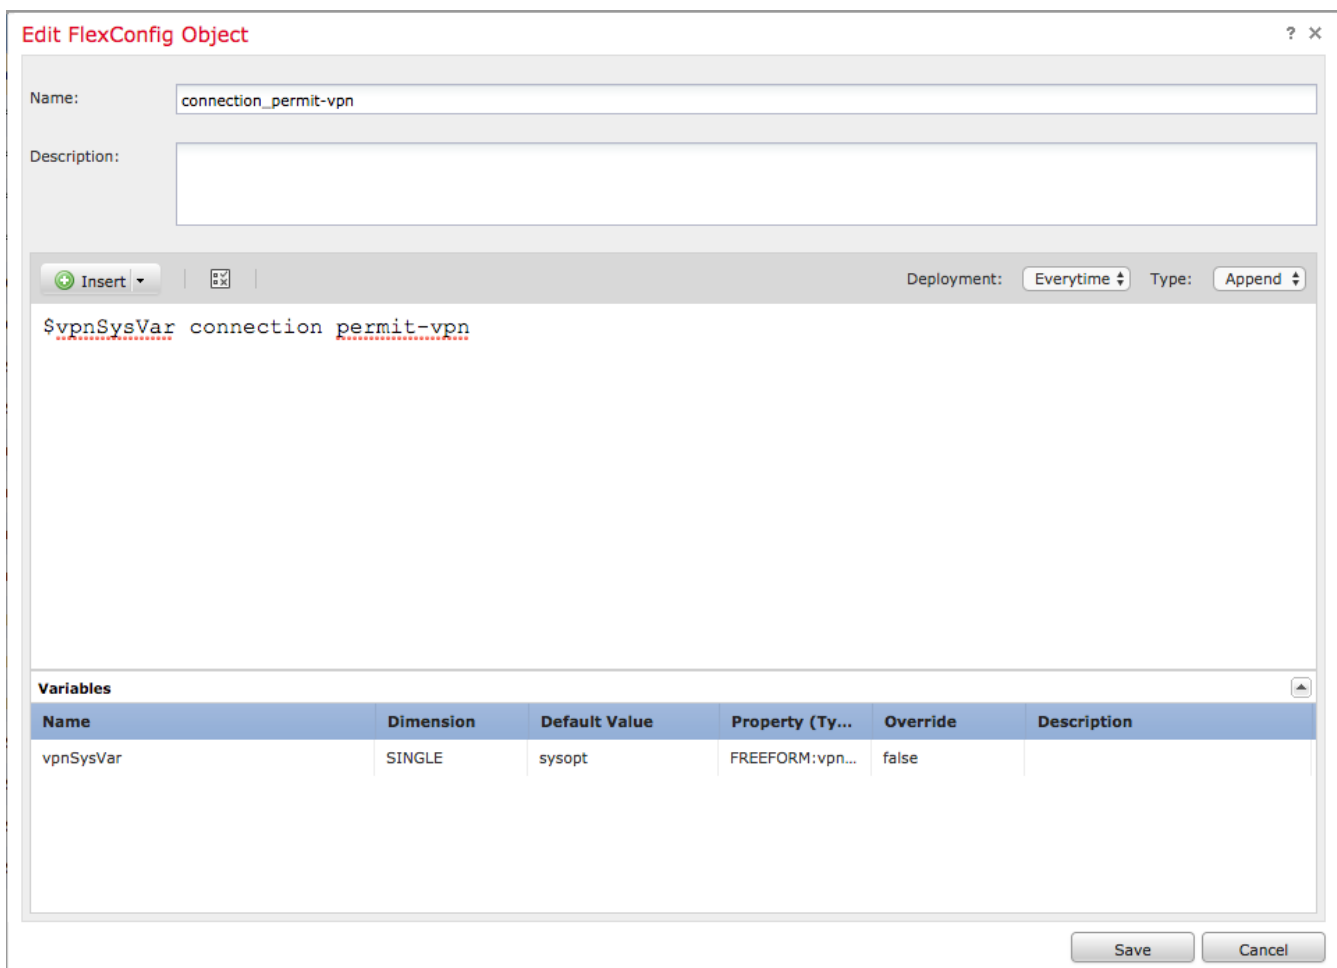 Edit FlexConfig Object ? ×
Name: connection_permit-vpn
Description:
Insert Deployment: Everytime Type: Append
$vpnSysVar connection permit-vpn
Variables
Name Dimension Default Value Property (Ty... Override Description
vpnSysVar SINGLE sysopt FREEFORM:vpn... false
Save Cancel